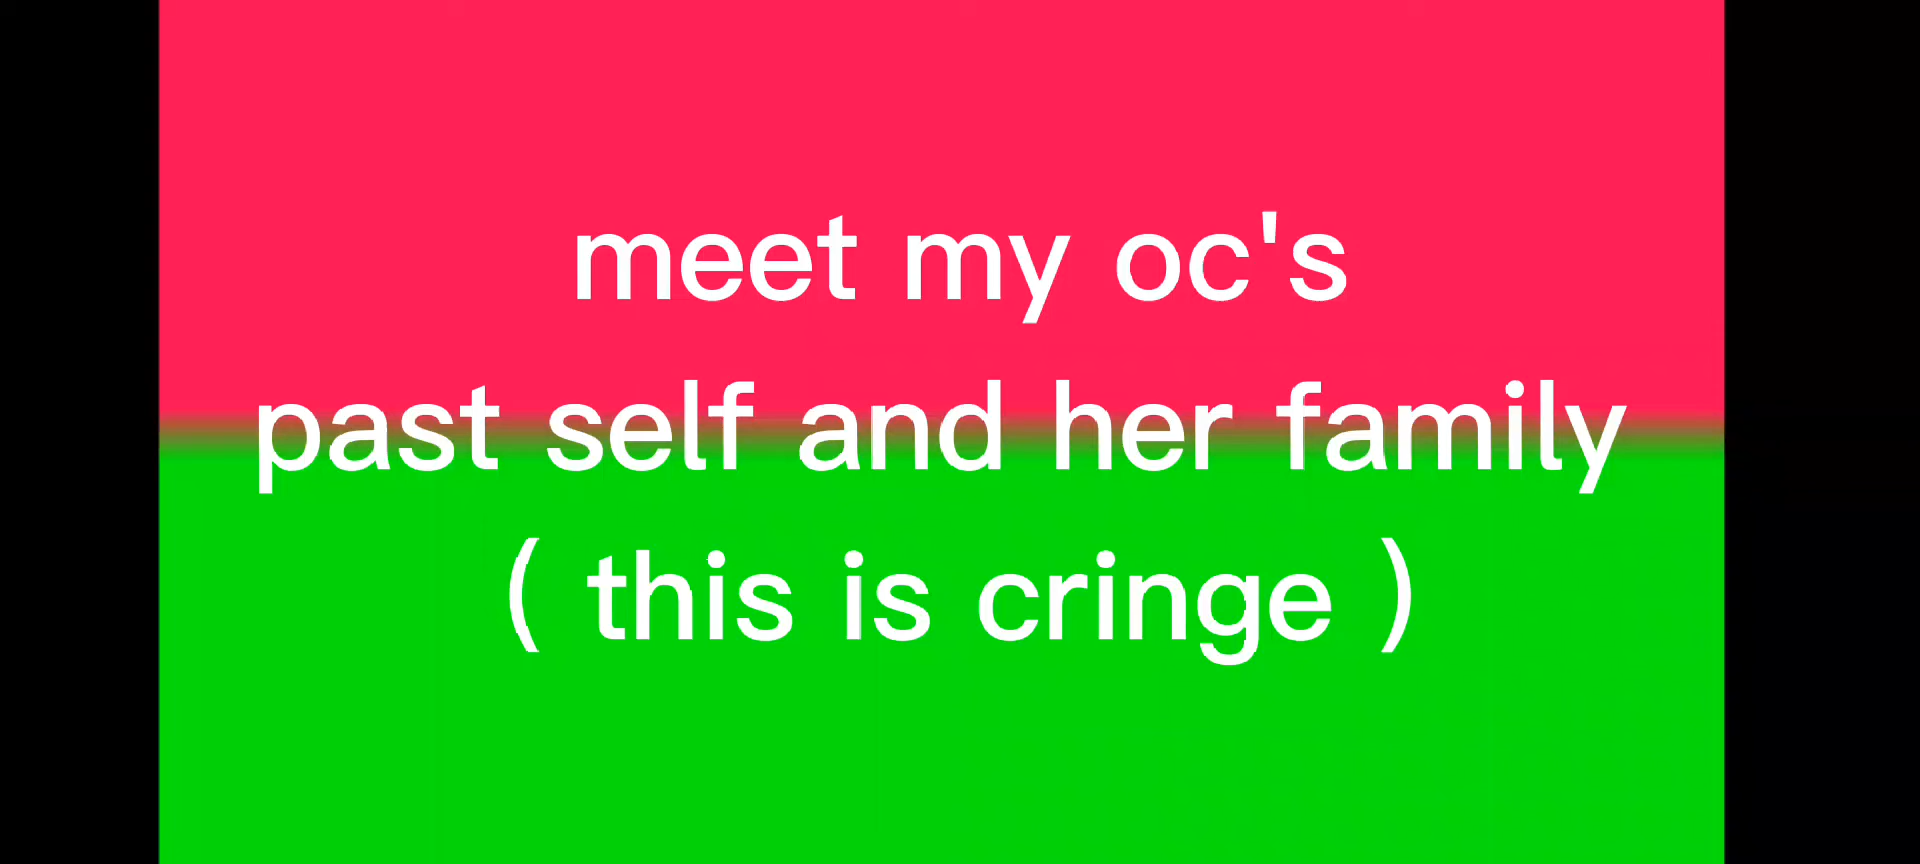 meet my oc's
past self and her family
( this is cringe )